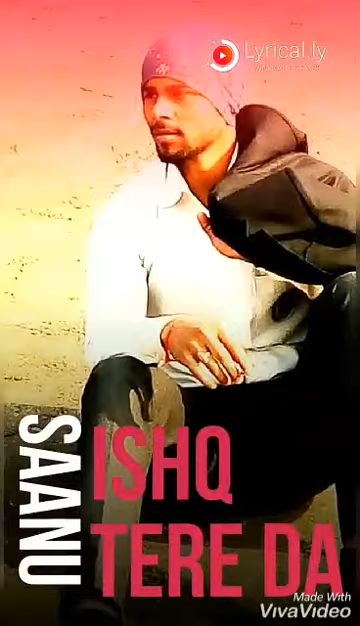 Lyrical.ly
SAANU
ISHQ
TERE DA
Made With
VivaVideo